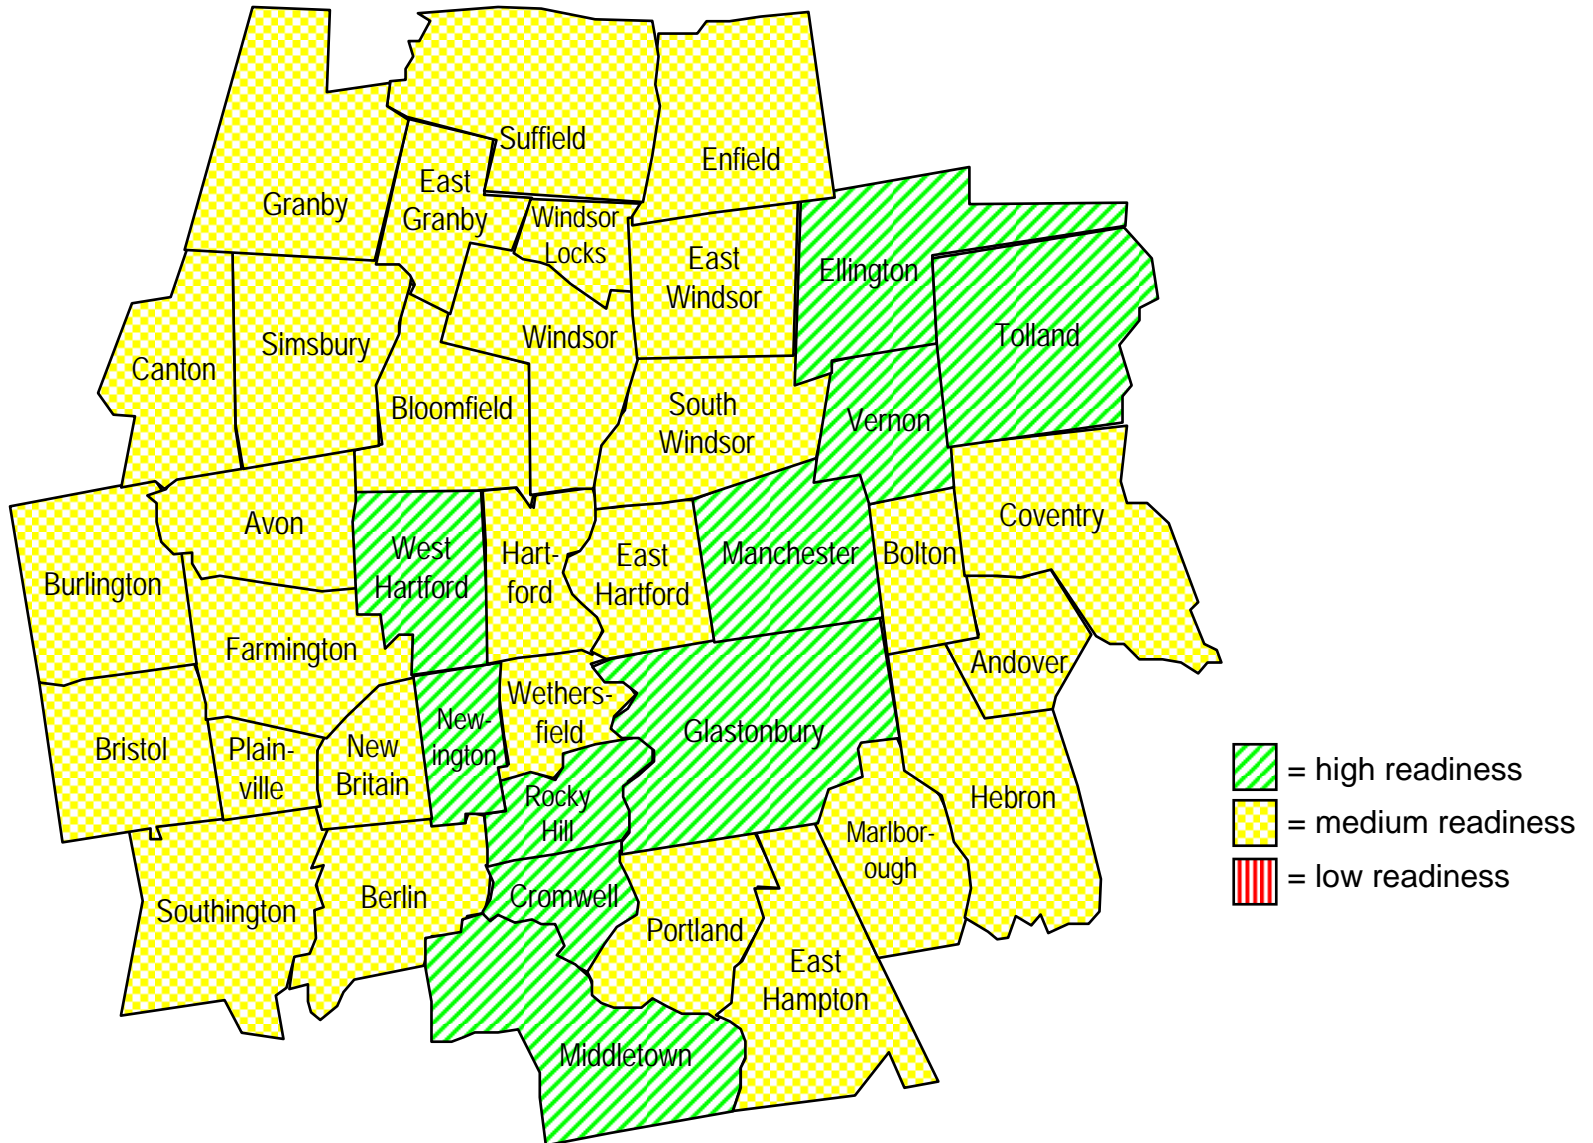 Suffield
Enfield
East
Granby
Granby
Windsor
Locks
East
Windsor
Ellington
Tolland
Windsor
Simsbury
Canton
Bloomfield
South
Windsor
Vernon
Avon
West
Hartford
Hart-
ford
East
Hartford
Manchester
Bolton
Coventry
Burlington
Farmington
Andover
Wethers-
field
New-
ington
Glastonbury
Bristol
Plain-
ville
New
Britain
Rocky
Hill
Hebron
Marlbor-
ough
Southington
Berlin
Cromwell
Portland
East
Hampton
Middletown
= high readiness
= medium readiness
= low readiness